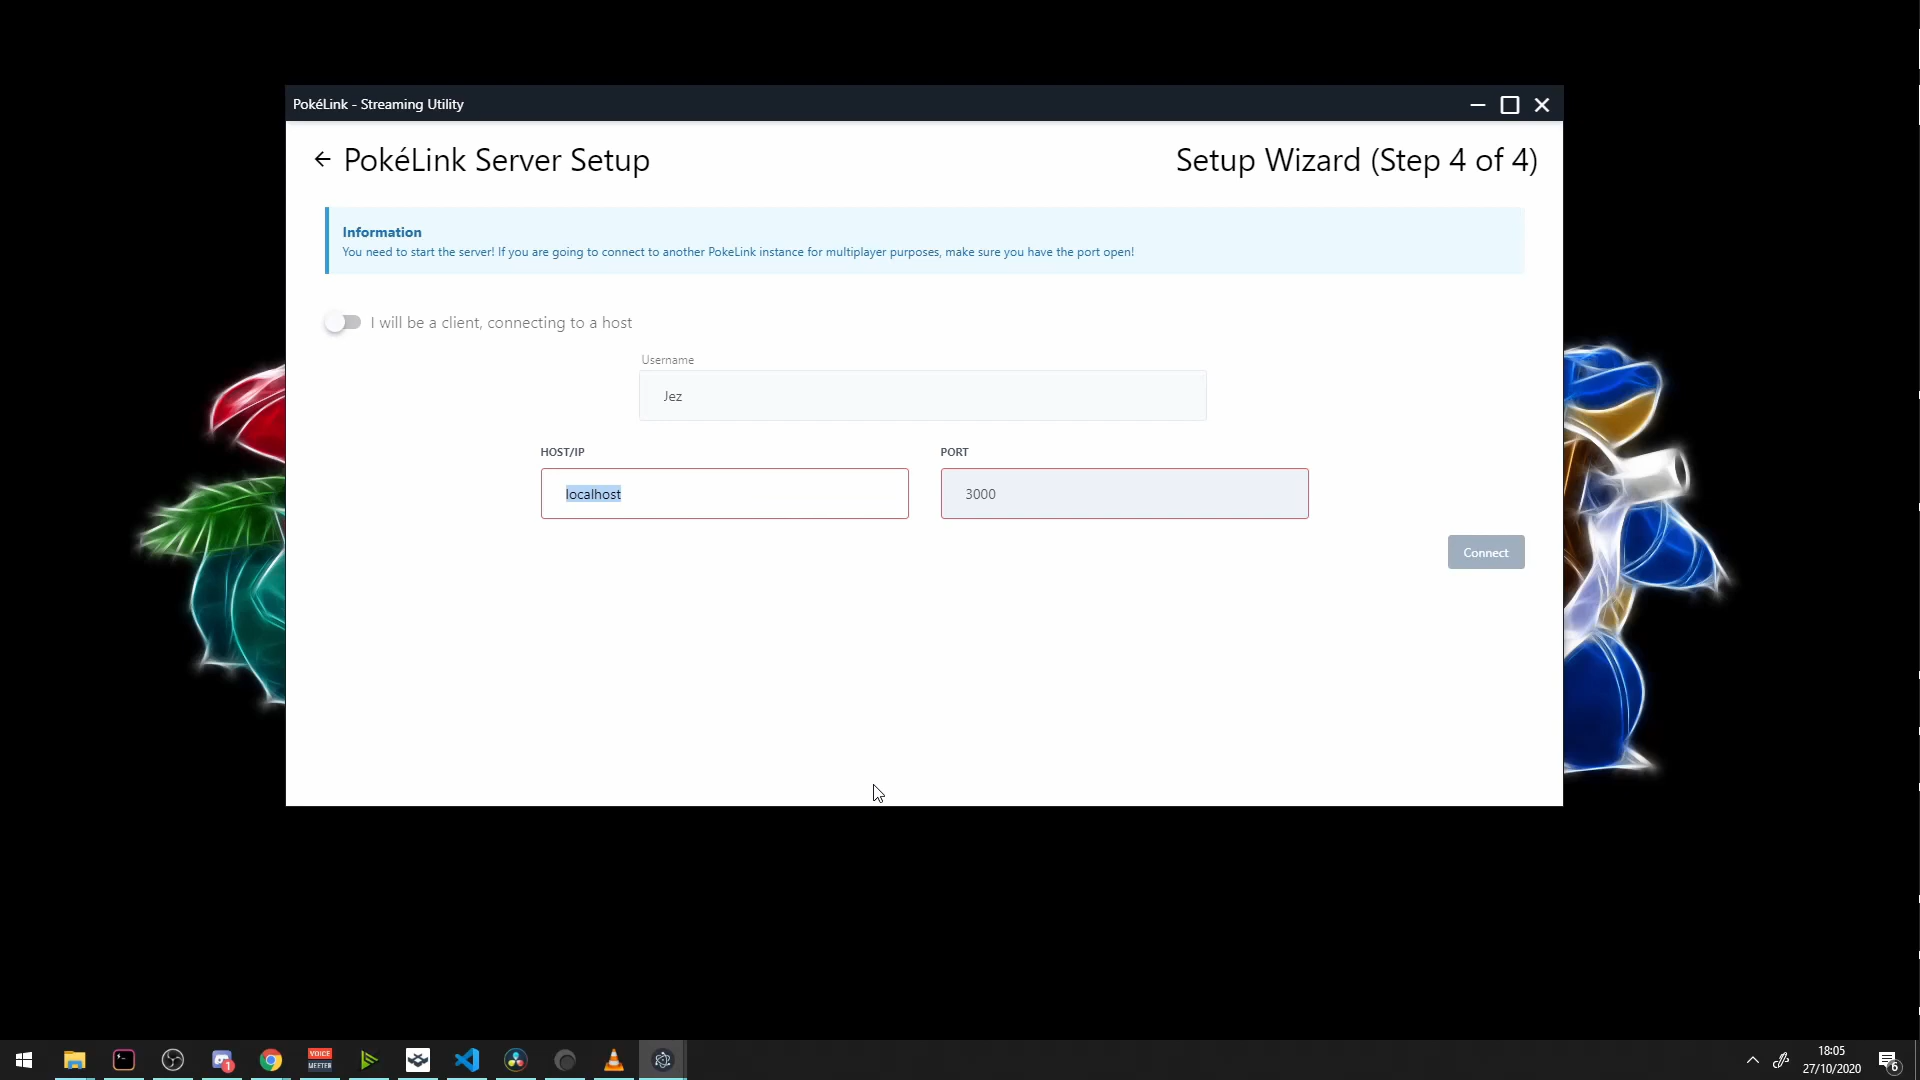 PokéLink - Streaming Utility
PokéLink Server Setup
Setup Wizard (Step 4 of 4)
Information
You need to start the server! If you are going to connect to another PokeLink instance for multiplayer purposes, make sure you have the port open!
I will be a client, connecting to a host
Username
Jez
HOST/IP
PORT
localhost
3000
Connect
VOICE
MEETER
1
18:05
27/10/2020
6